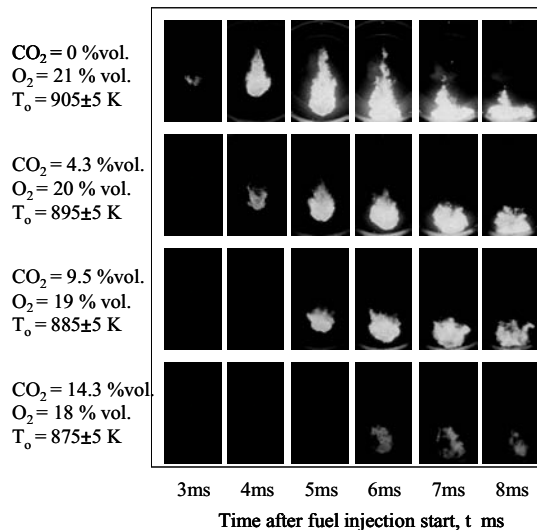 CO₂ = 0 %vol.
O₂ = 21 % vol.
Tₒ = 905±5 K
CO₂ = 4.3 %vol.
O₂ = 20 % vol.
Tₒ = 895±5 K
CO₂ = 9.5 %vol.
O₂ = 19 % vol.
Tₒ = 885±5 K
CO₂ = 14.3 %vol.
O₂ = 18 % vol.
Tₒ = 875±5 K
3ms 4ms 5ms 6ms 7ms 8ms
Time after fuel injection start, t ms